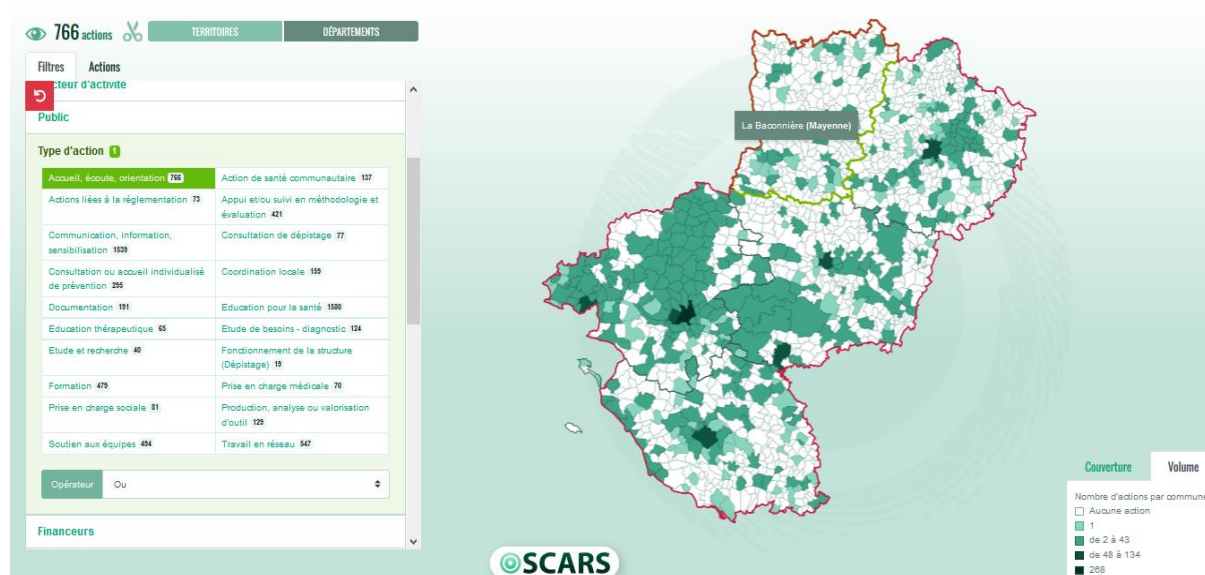 766 actions
TERRITOIRES
DÉPARTEMENTS
Filtres
Actions
cteur d'activité
Public
Type d'action 1
Accueil, écoute, orientation 766
Action de santé communautaire 137
Actions liées à la réglementation 73
Appui et/ou suivi en méthodologie et
évaluation 421
Communication, information,
sensibilisation 1539
Consultation de dépistage 77
Consultation ou accueil individualisé
de prévention 295
Coordination locale 159
Documentation 191
Education pour la santé 1580
Education thérapeutique 65
Etude de besoins - diagnostic 124
Etude et recherche 40
Fonctionnement de la structure
(Dépistage) 19
Formation 479
Prise en charge médicale 70
Prise en charge sociale 81
Production, analyse ou valorisation
d'outil 129
Soutien aux équipes 494
Travail en réseau 547
Opérateur
Ou
Financeurs
La Baconnière (Mayenne)
OSCARS
Couverture
Volume
Nombre d'actions par commune
Aucune action
1
de 2 à 43
de 48 à 134
268